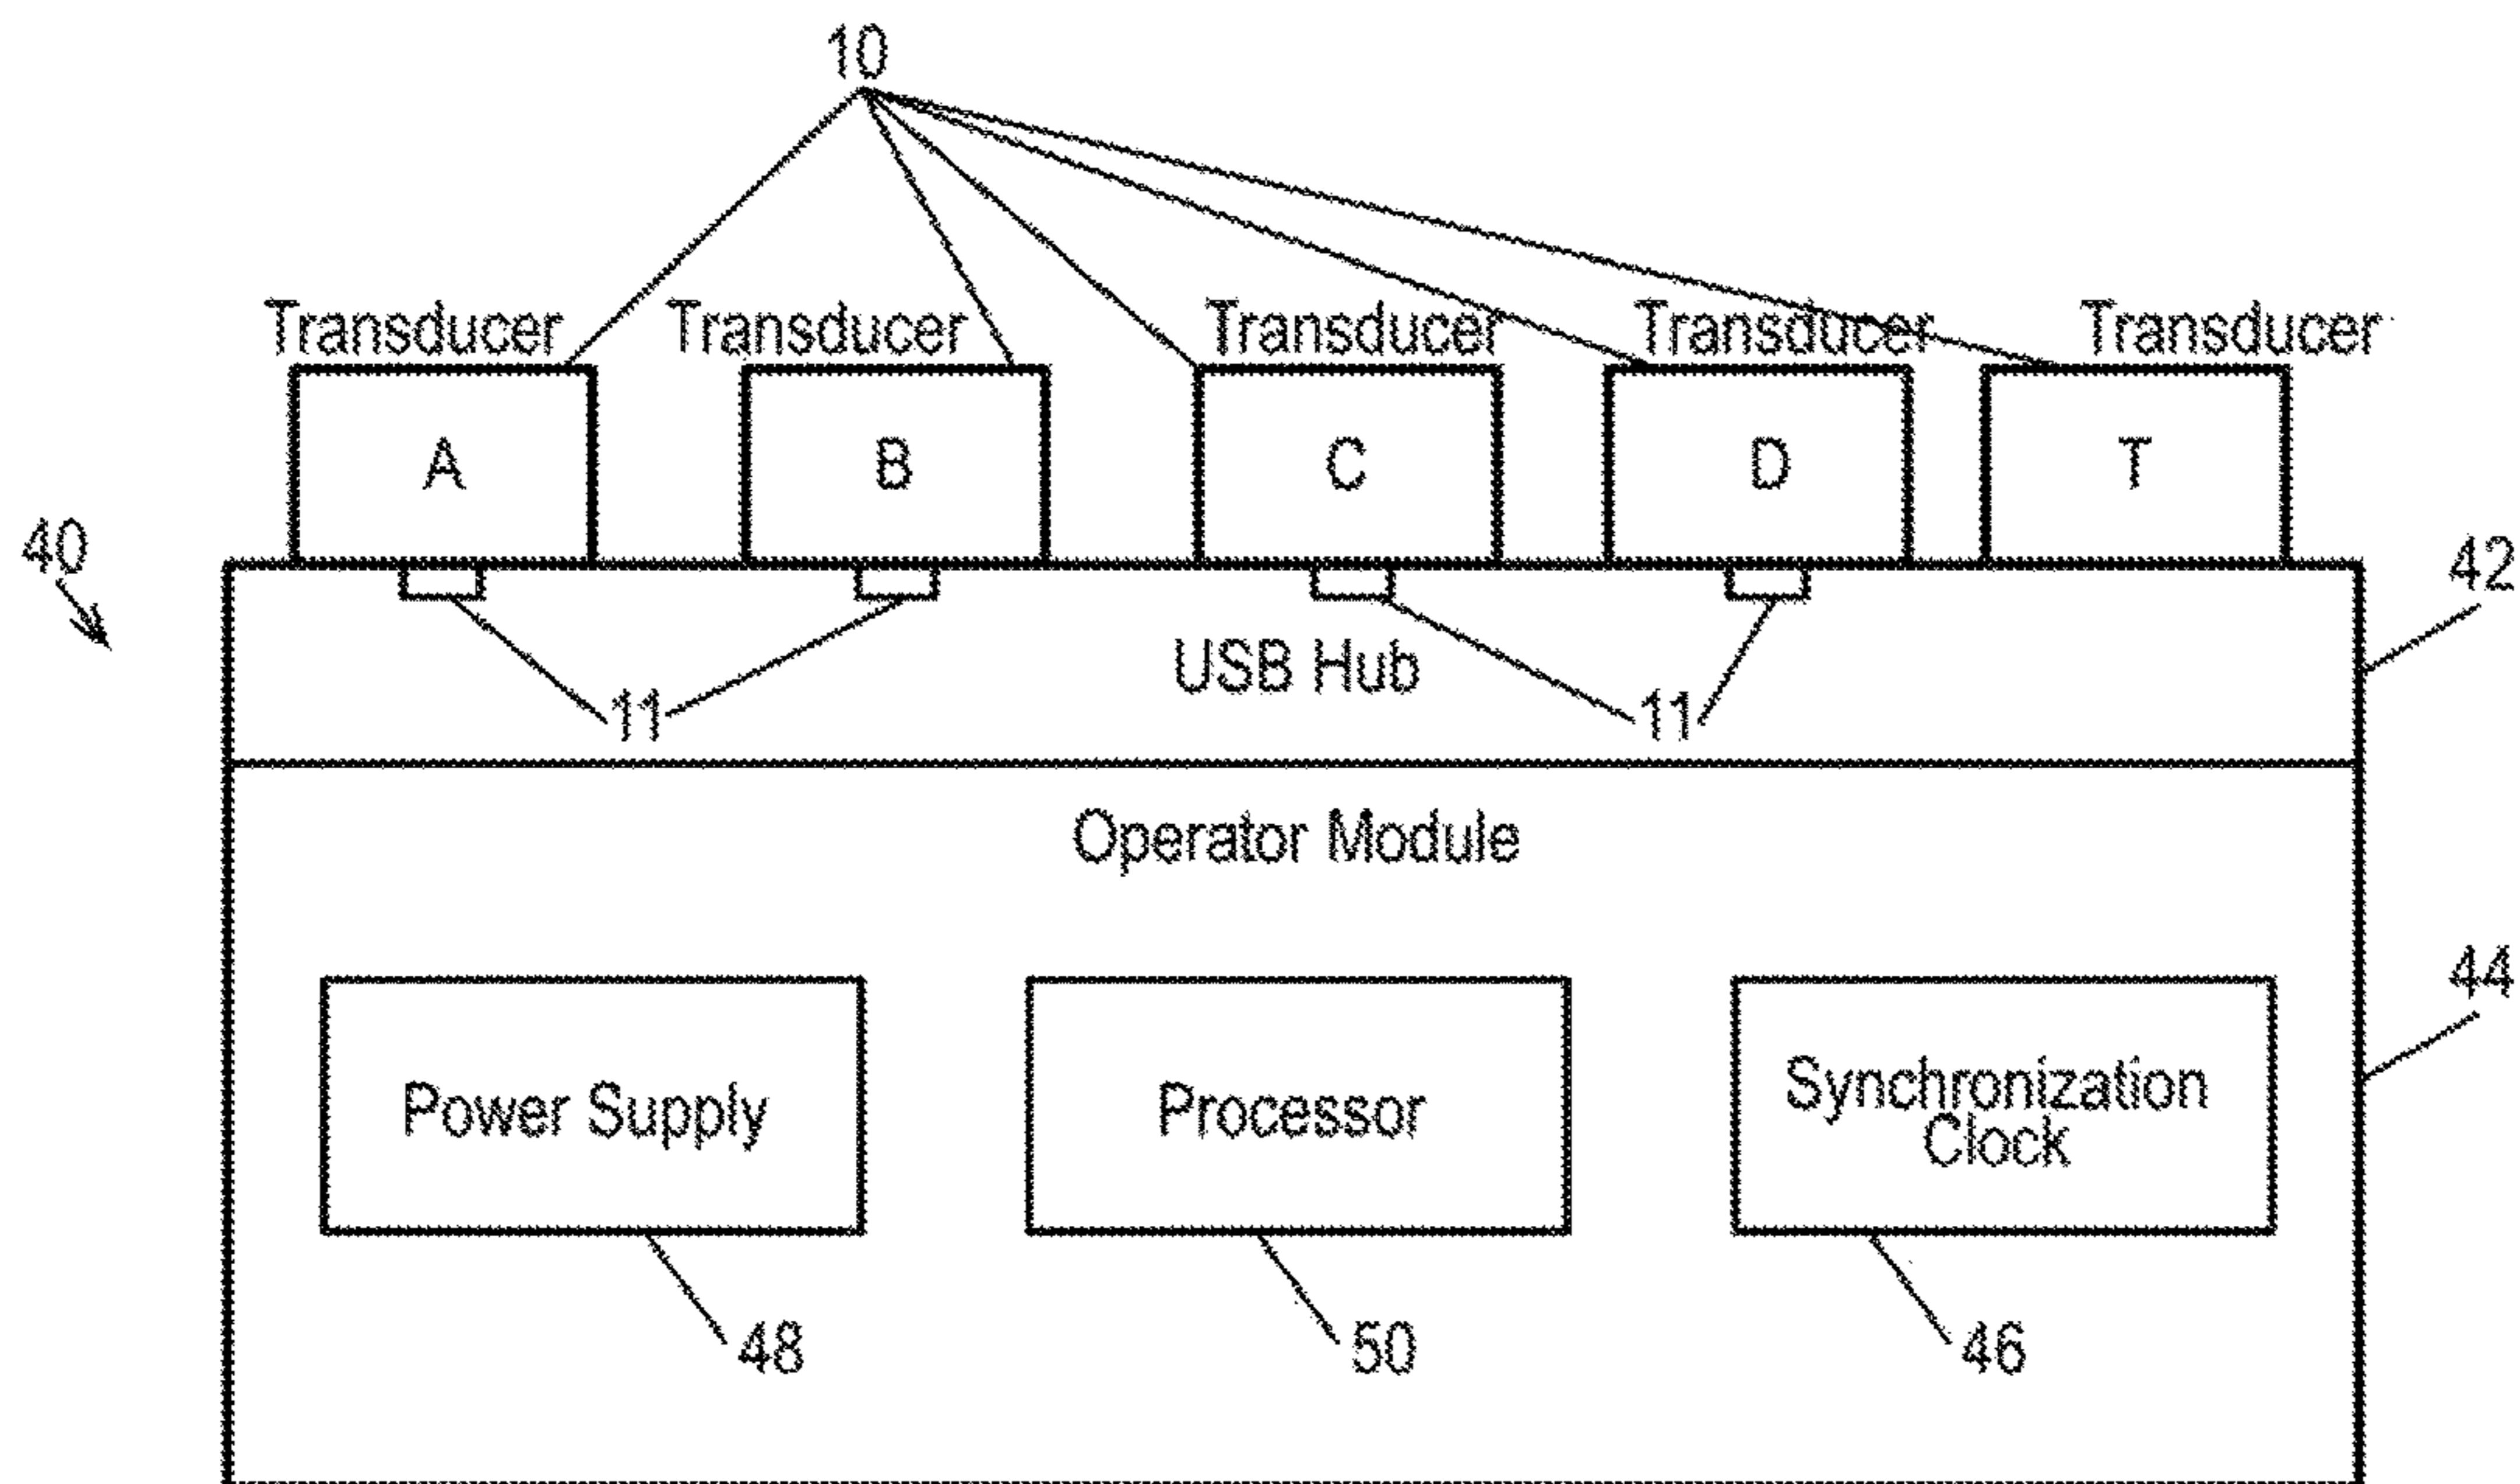 10
Transducer Transducer Transducer Transducer Transducer
A B C D T
40
42
USB Hub
11 11
Operator Module
44
Power Supply Processor Synchronization
Clock
48 50 46